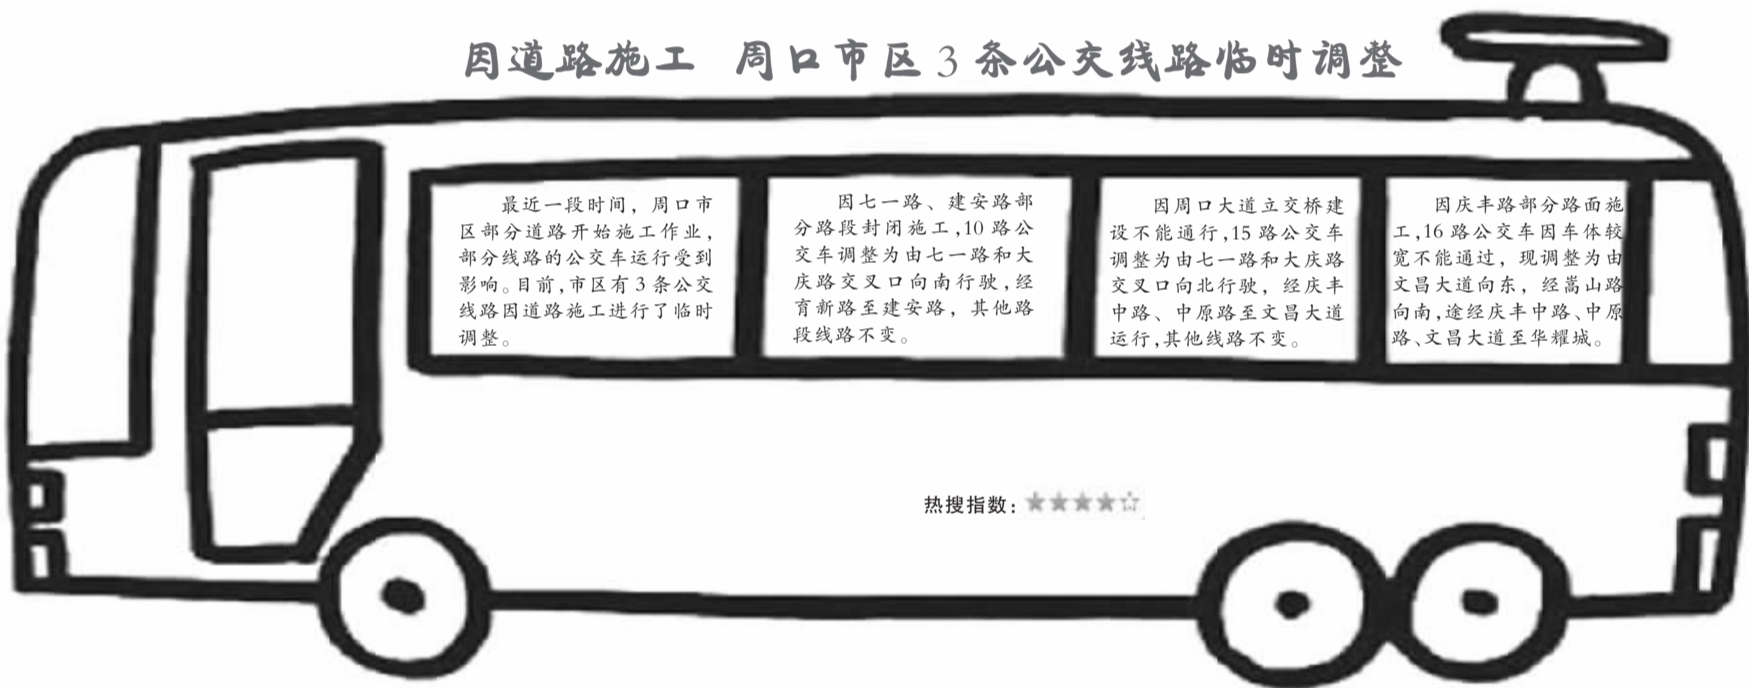 因道路施工 周口市区3条公交线路临时调整
最近一段时间，周口市
区部分道路开始施工作业，
部分线路的公交车运行受到
影响。目前，市区有3条公交
线路因道路施工进行了临时
调整。
因七一路、建安路部
分路段封闭施工，10路公
交车调整为由七一路和大
庆路交叉口向南行驶，经
育新路至建安路，其他路
段线路不变。
因周口大道立交桥建
设不能通行，15路公交车
调整为由七一路和大庆路
交叉口向北行驶，经庆丰
中路、中原路至文昌大道
运行，其他线路不变。
因庆丰路部分路面施
工，16路公交车因车体较
宽不能通过，现调整为由
文昌大道向东，经嵩山路
向南，途经庆丰中路、中原
路、文昌大道至华耀城。
热搜指数：★★★★☆